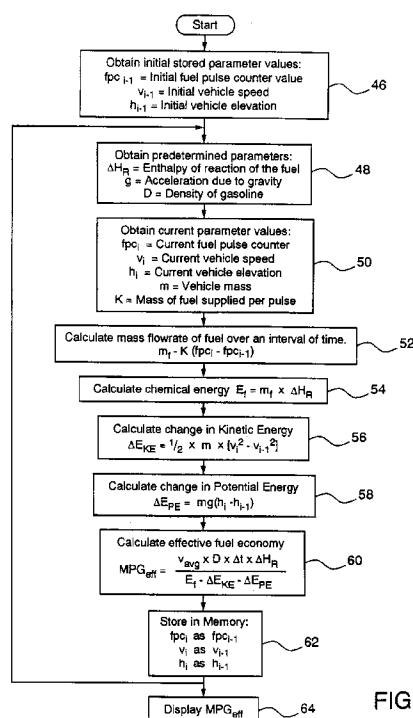 Start
Obtain initial stored parameter values:
fpc i-1 = Initial fuel pulse counter value
vi-1 = Initial vehicle speed
hi-1 = Initial vehicle elevation
46
Obtain predetermined parameters:
ΔHR = Enthalpy of reaction of the fuel
g = Acceleration due to gravity
D = Density of gasoline
48
Obtain current parameter values:
fpci = Current fuel pulse counter
vi = Current vehicle speed
hi = Current vehicle elevation
m = Vehicle mass
K = Mass of fuel supplied per pulse
50
Calculate mass flowrate of fuel over an interval of time.
mf - K (fpci - fpci-1)
52
Calculate chemical energy Ef = mf x ΔHR
54
Calculate change in Kinetic Energy
ΔEKE = 1/2 x m x [vi² - vi-1²]
56
Calculate change in Potential Energy
ΔEPE = mg(hi -hi-1)
58
Calculate effective fuel economy
MPGeff = vavg x D x Δt x ΔHR
Ef - ΔEKE - ΔEPE
60
Store in Memory:
fpci as fpci-1
vi as vi-1
hi as hi-1
62
Display MPGeff
64
FIG